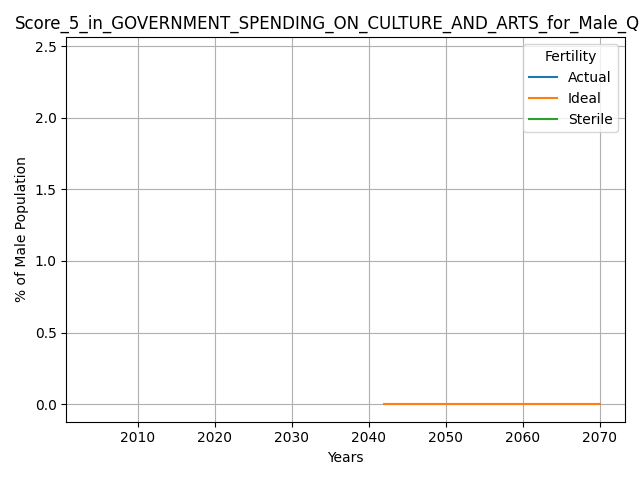 Score_5_in_GOVERNMENT_SPENDING_ON_CULTURE_AND_ARTS_for_Male_Q
2.5
2.0
1.5
1.0
0.5
0.0
% of Male Population
Fertility
Actual
Ideal
Sterile
2010 2020 2030 2040 2050 2060 2070
Years